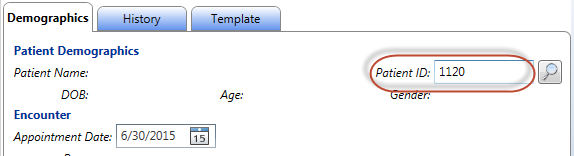 Demographics History Template
Patient Demographics
Patient Name: Patient ID: 1120
DOB: Age: Gender:
Encounter
Appointment Date: 6/30/2015 15